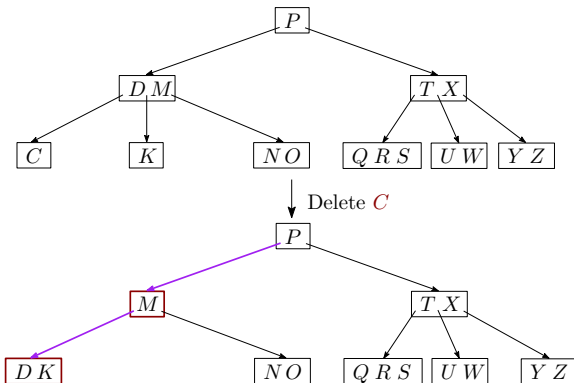 P
D M T X
C K N O Q R S U W Y Z
Delete C
P
M T X
D K N O Q R S U W Y Z